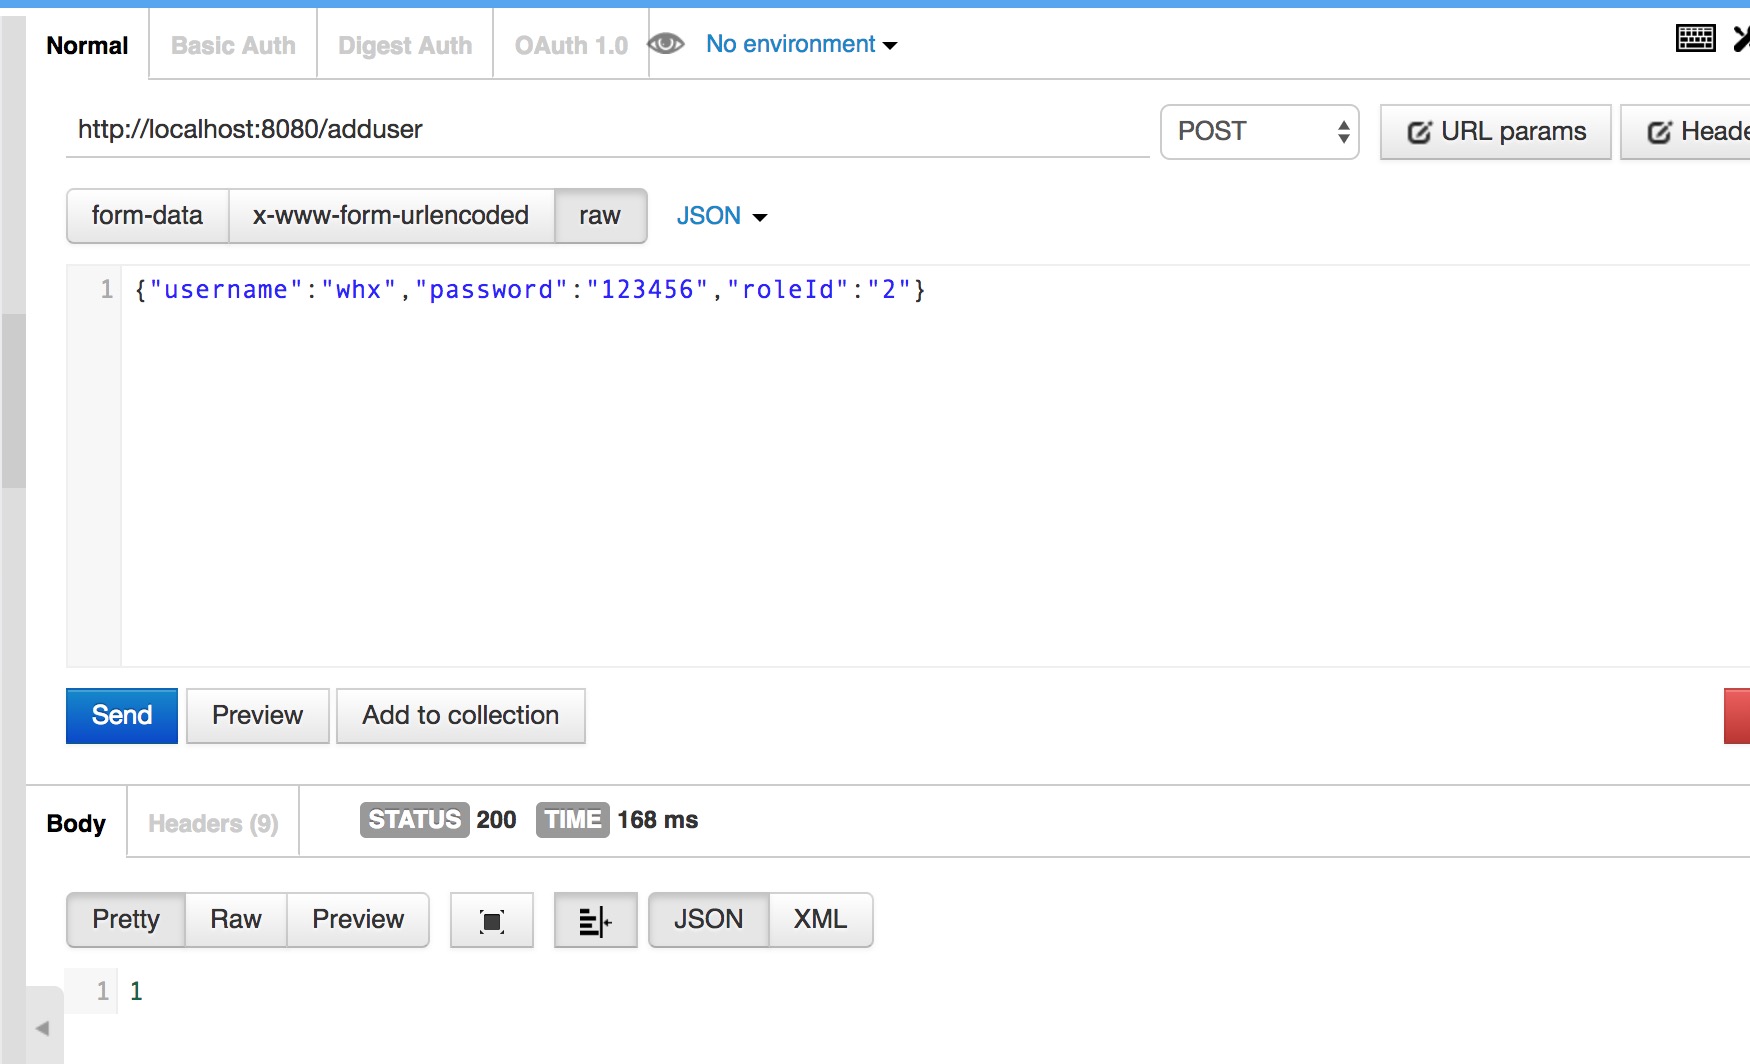 Normal Basic Auth Digest Auth OAuth 1.0 No environment
http://localhost:8080/adduser POST URL params Heade
form-data x-www-form-urlencoded raw JSON
1 {"username":"whx","password":"123456","roleId":"2"}
Send Preview Add to collection
Body Headers (9) STATUS 200 TIME 168 ms
Pretty Raw Preview JSON XML
1 1